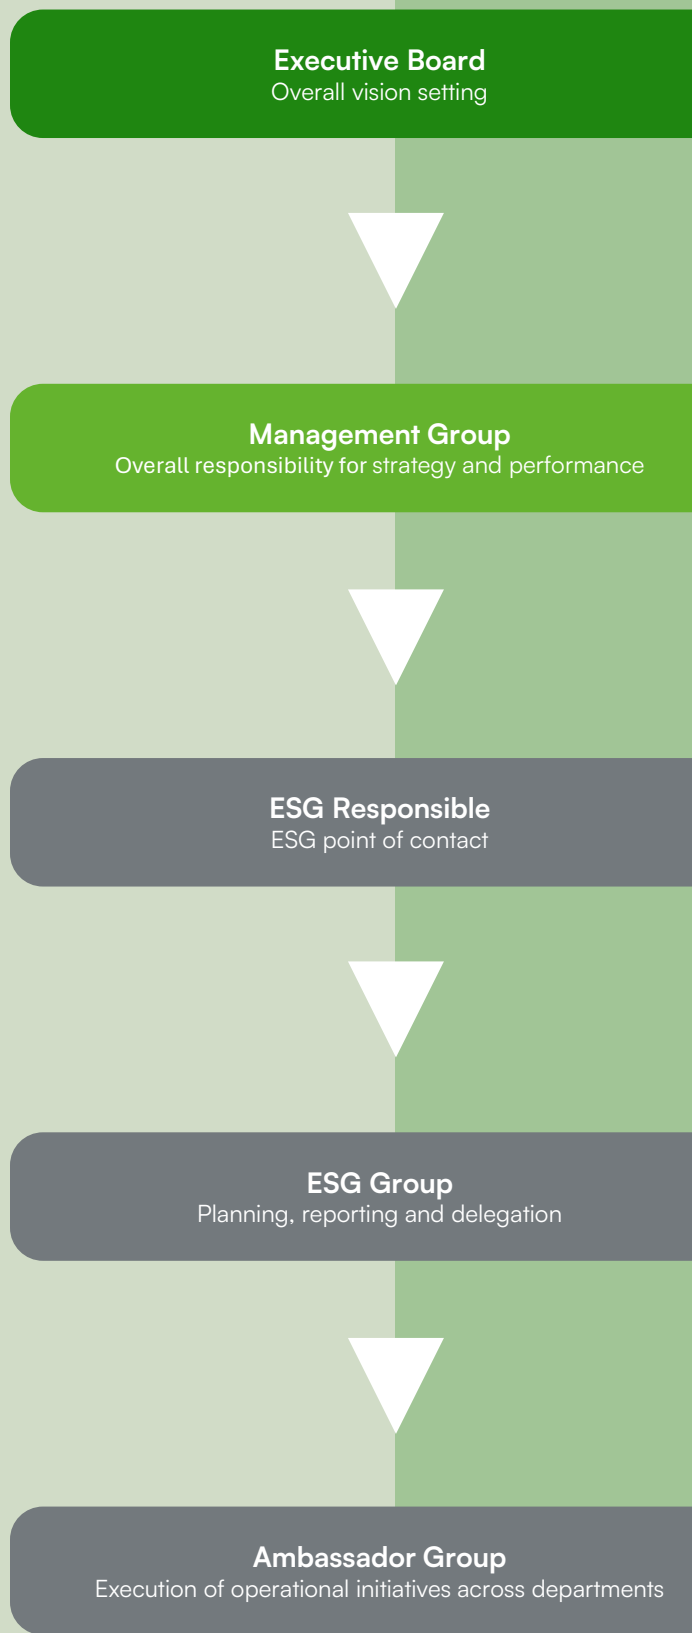 Executive Board
Overall vision setting
Management Group
Overall responsibility for strategy and performance
ESG Responsible
ESG point of contact
ESG Group
Planning, reporting and delegation
Ambassador Group
Execution of operational initiatives across departments